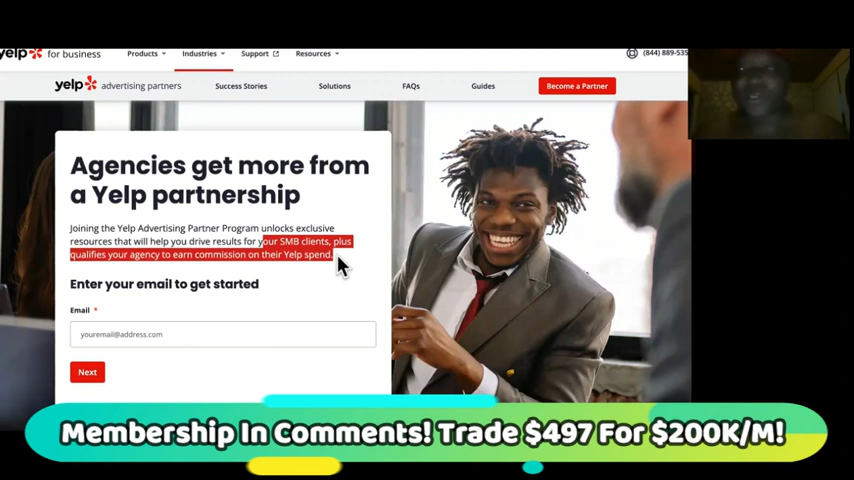 yelp for business Products Industries Support Resources (844) 889-535
yelp advertising partners Success Stories Solutions FAQs Guides Become a Partner
Agencies get more from
a Yelp partnership
Joining the Yelp Advertising Partner Program unlocks exclusive
resources that will help you drive results for your SMB clients, plus
qualifies your agency to earn commission on their Yelp spend.
Enter your email to get started
Email *
youremail@address.com
Next
Membership In Comments! Trade $497 For $200K/M!